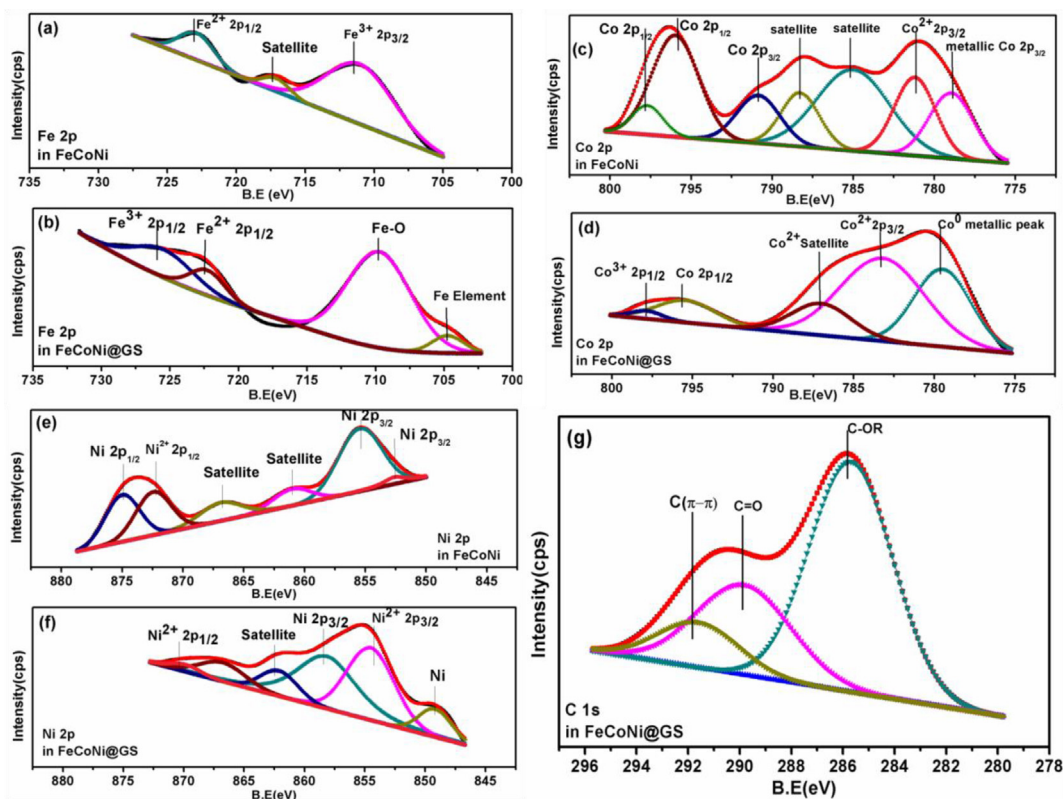 (a)
Fe²⁺ 2p₁/₂
Satellite
Fe³⁺ 2p₃/₂
Intensity(cps)
Fe 2p
in FeCoNi
735 730 725 720 715 710 705 700
B.E (eV)
(b)
Fe³⁺ 2p₁/₂
Fe²⁺ 2p₁/₂
Fe-O
Fe Element
Intensity(cps)
Fe 2p
in FeCoNi@GS
735 730 725 720 715 710 705 700
B.E(eV)
(c)
Co 2p₁/₂
Co 2p₁/₂
Co 2p₃/₂
satellite
satellite
Co²⁺2p₃/₂
metallic Co 2p₃/₂
Intensity(cps)
Co 2p
in FeCoNi
800 795 790 785 780 775
B.E(eV)
(d)
Co³⁺ 2p₁/₂
Co 2p₁/₂
Co²⁺Satellite
Co²⁺2p₃/₂
Co⁰ metallic peak
Intensity(cps)
Co 2p
in FeCoNi@GS
800 795 790 785 780 775
B.E(eV)
(e)
Ni 2p₁/₂
Ni²⁺ 2p₁/₂
Satellite
Satellite
Ni 2p₃/₂
Ni 2p₃/₂
Intensity(cps)
Ni 2p
in FeCoNi
880 875 870 865 860 855 850 845
B.E(eV)
(f)
Ni²⁺ 2p₁/₂
Satellite
Ni 2p₃/₂
Ni²⁺ 2p₃/₂
Ni
Intensity(cps)
Ni 2p
in FeCoNi@GS
880 875 870 865 860 855 850 845
B.E(eV)
(g)
C(π−π)
C=O
C-OR
Intensity(cps)
C 1s
in FeCoNi@GS
296 294 292 290 288 286 284 282 280 278
B.E(eV)